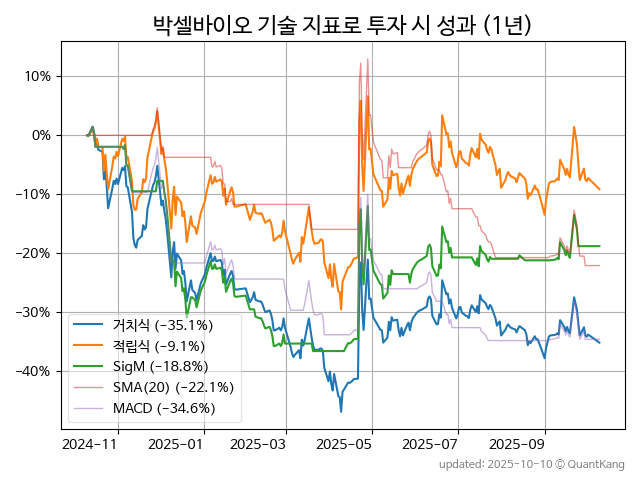 박셀바이오 기술 지표로 투자 시 성과 (1년)
10%
0%
−10%
−20%
−30%
−40%
거치식 (−35.1%)
적립식 (−9.1%)
SigM (−18.8%)
SMA(20) (−22.1%)
MACD (−34.6%)
2024−11
2025−01
2025−03
2025−05
2025−07
2025−09
updated: 2025−10−10 ⓒ QuantKang